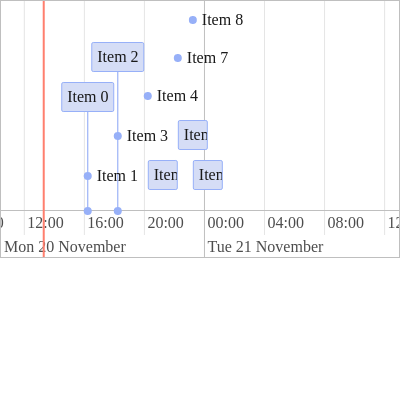 Item 8
Item 2
Item 7
Item 0
Item 4
Item 3
Item 1
12:00
16:00
20:00
00:00
04:00
08:00
Mon 20 November
Tue 21 November